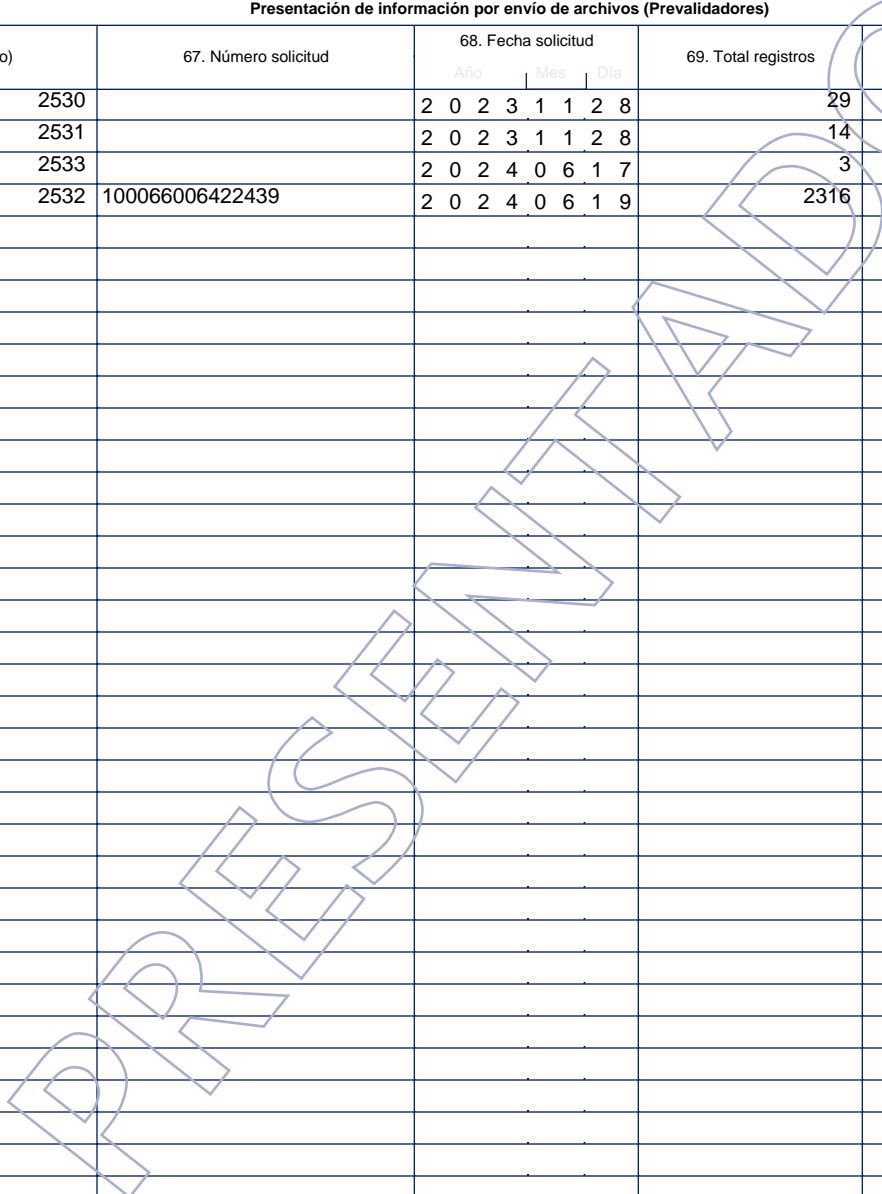 Presentación de información por envío de archivos (Prevalidadores)
o) 67. Número solicitud 68. Fecha solicitud 69. Total registros
Año Mes Día
2530 2 0 2 3 1 1 2 8 29
2531 2 0 2 3 1 1 2 8 14
2533 2 0 2 4 0 6 1 7 3
2532 100066006422439 2 0 2 4 0 6 1 9 2316
PRESENTADO